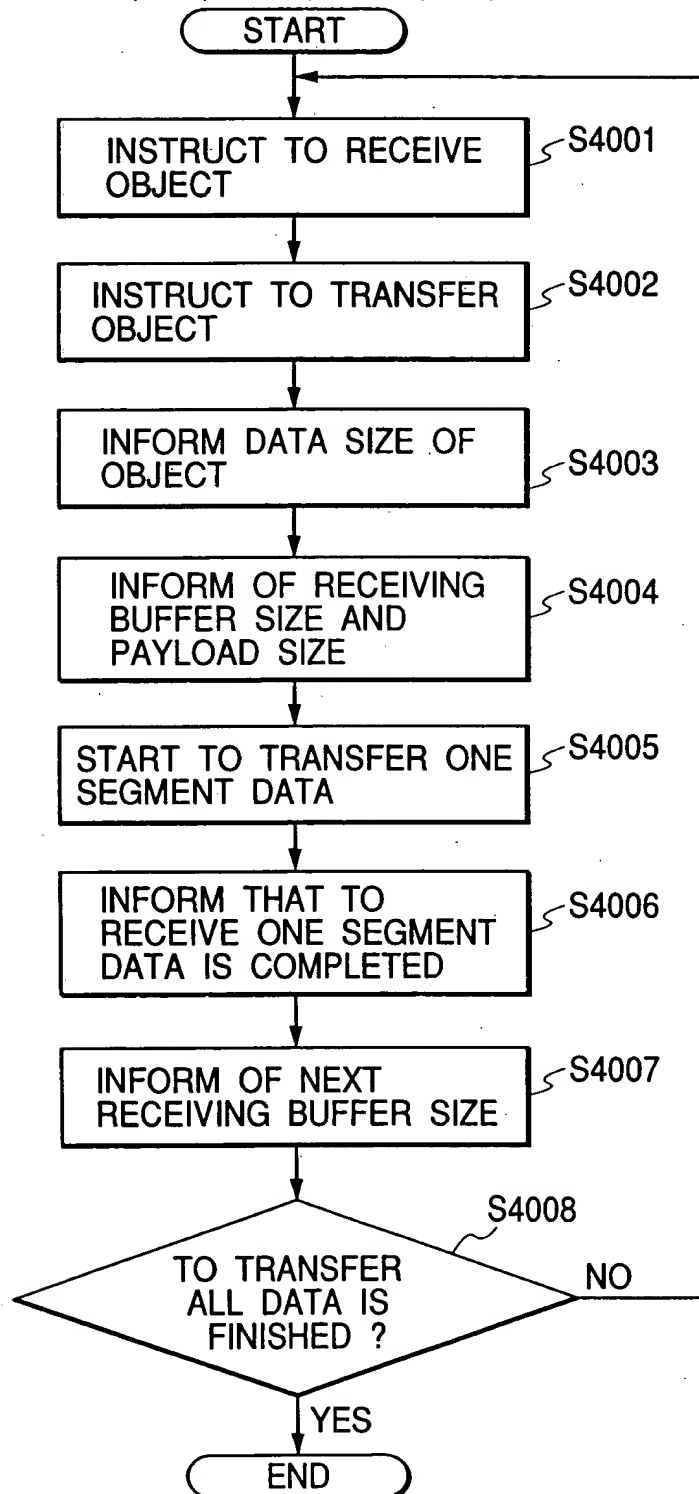 START
INSTRUCT TO RECEIVE
OBJECT
S4001
INSTRUCT TO TRANSFER
OBJECT
S4002
INFORM DATA SIZE OF
OBJECT
S4003
INFORM OF RECEIVING
BUFFER SIZE AND
PAYLOAD SIZE
S4004
START TO TRANSFER ONE
SEGMENT DATA
S4005
INFORM THAT TO
RECEIVE ONE SEGMENT
DATA IS COMPLETED
S4006
INFORM OF NEXT
RECEIVING BUFFER SIZE
S4007
S4008
TO TRANSFER
ALL DATA IS
FINISHED ?
NO
YES
END